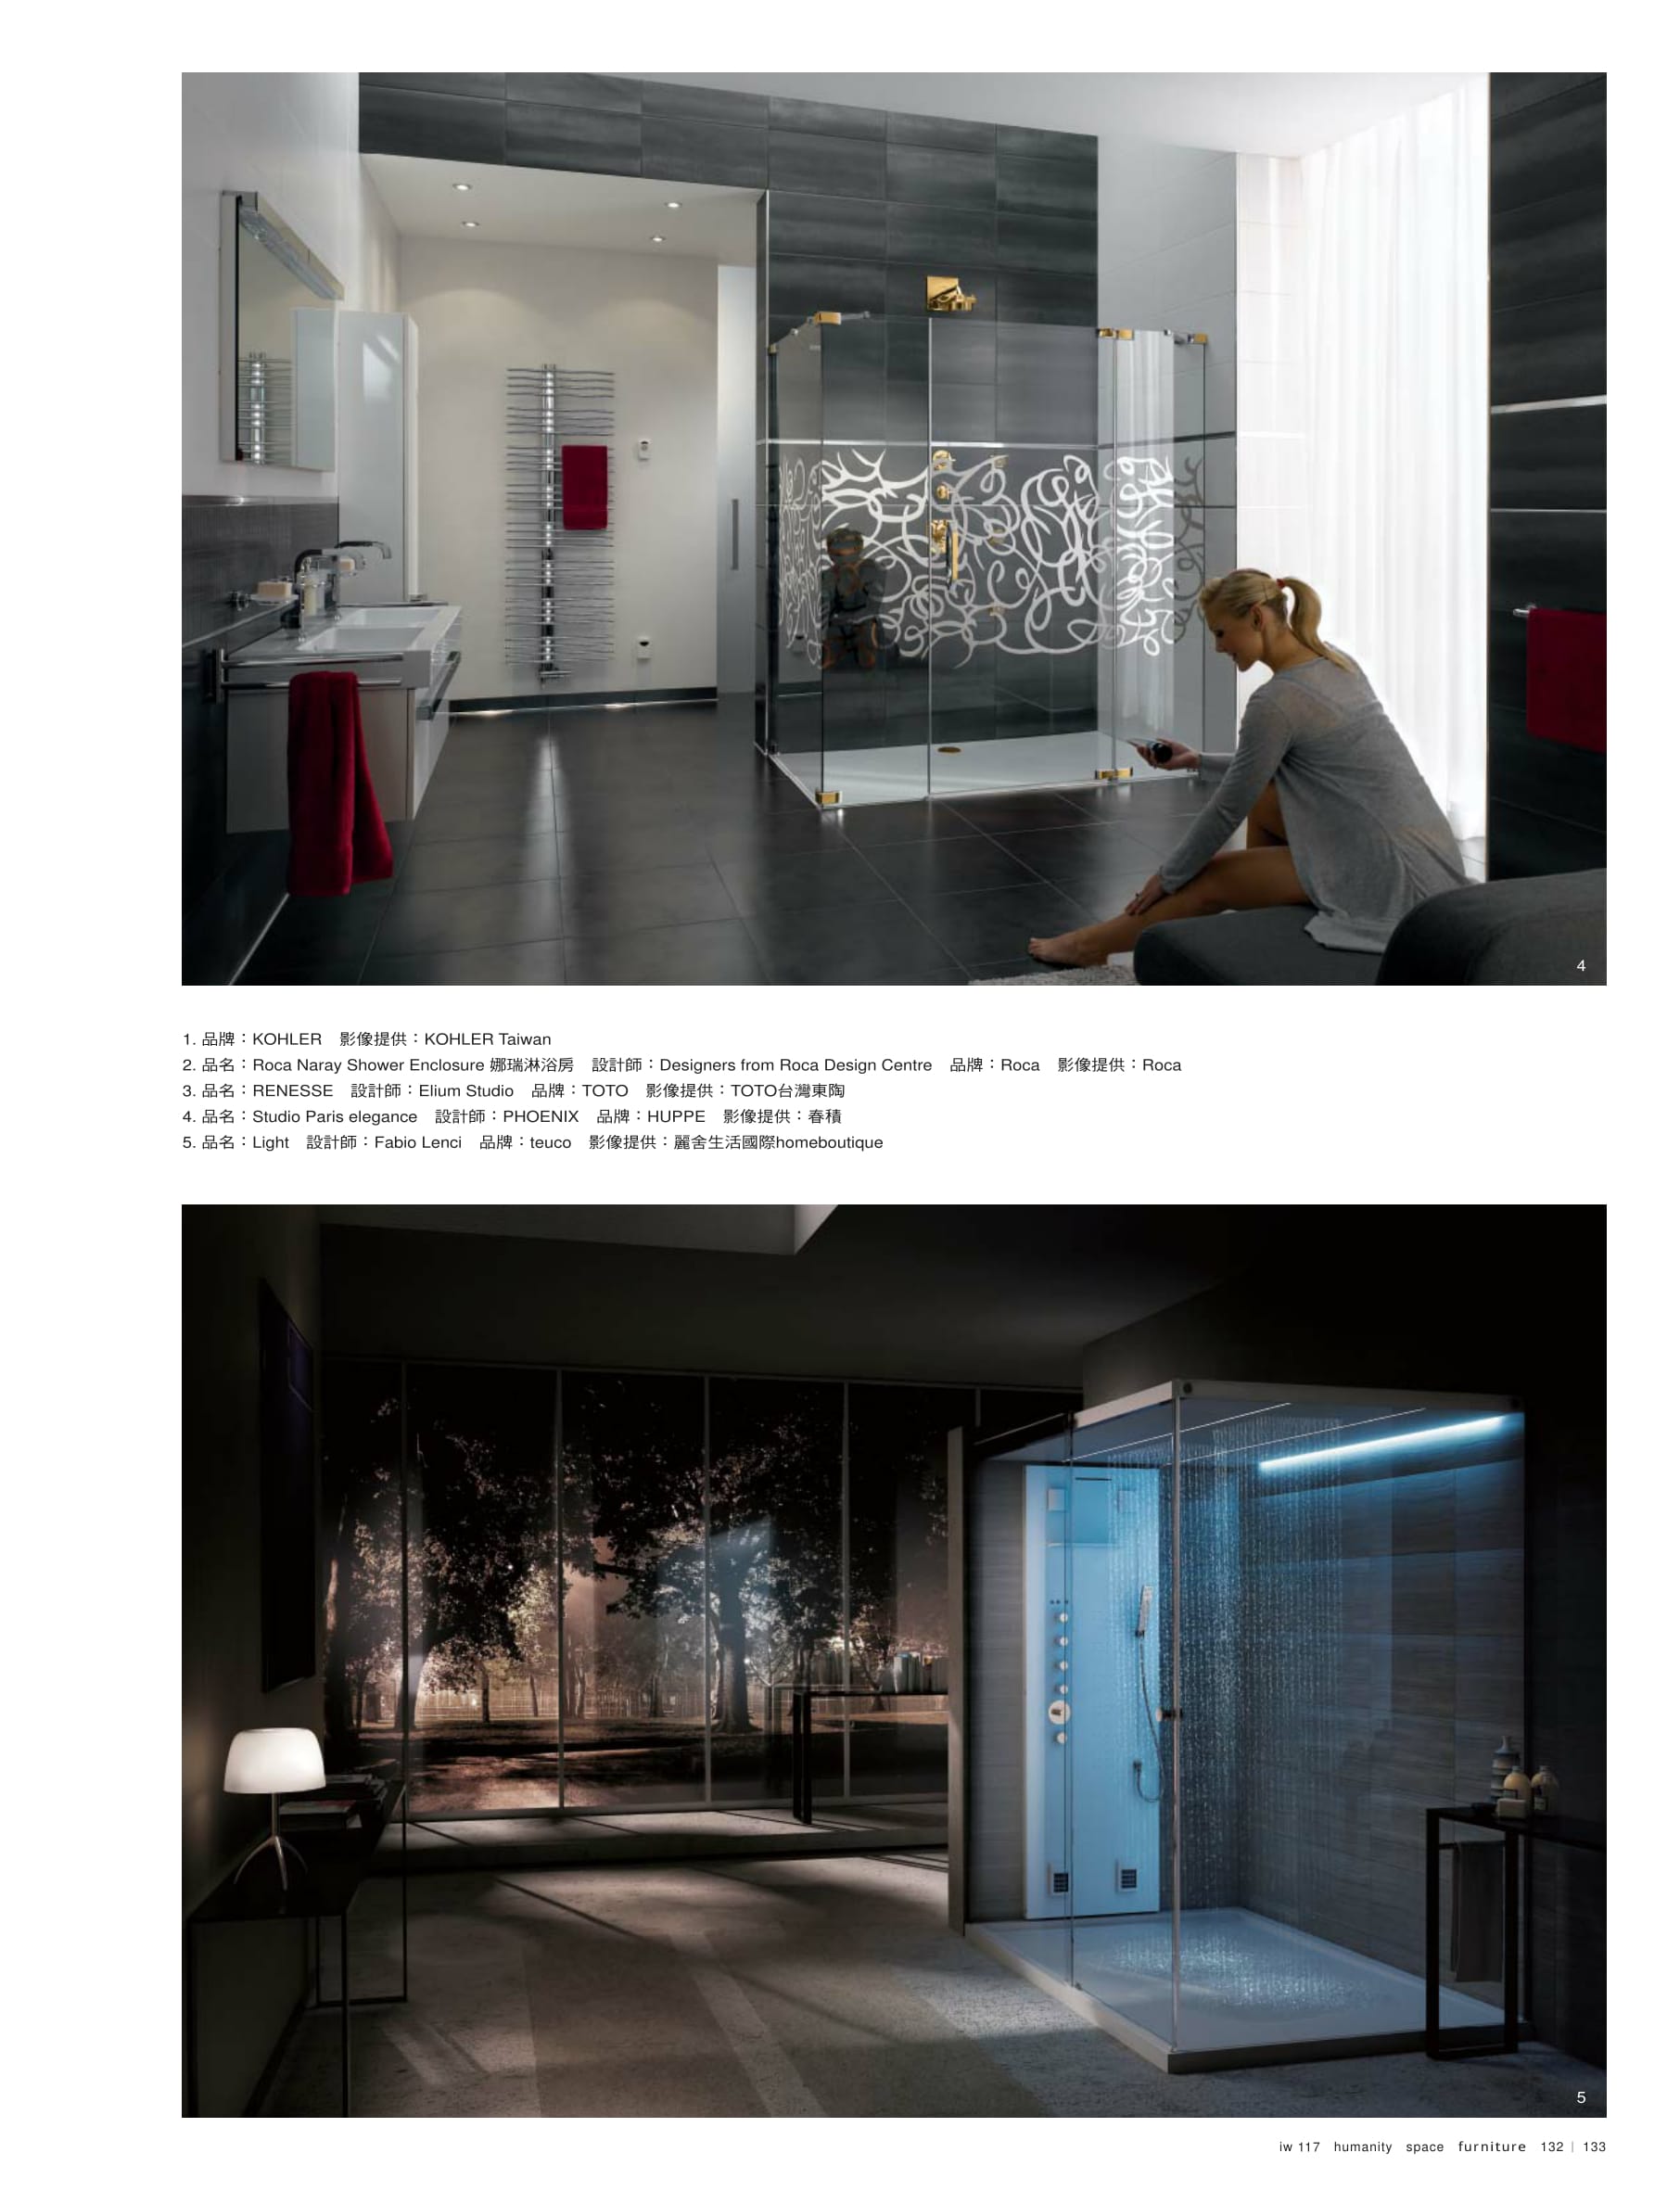 4
1. 品牌：KOHLER　影像提供：KOHLER Taiwan
2. 品名：Roca Naray Shower Enclosure 娜瑞淋浴房　設計師：Designers from Roca Design Centre　品牌：Roca　影像提供：Roca
3. 品名：RENESSE　設計師：Elium Studio　品牌：TOTO　影像提供：TOTO台灣東陶
4. 品名：Studio Paris elegance　設計師：PHOENIX　品牌：HUPPE　影像提供：春積
5. 品名：Light　設計師：Fabio Lenci　品牌：teuco　影像提供：麗舍生活國際homeboutique
5
iw 117 humanity space furniture 132 | 133